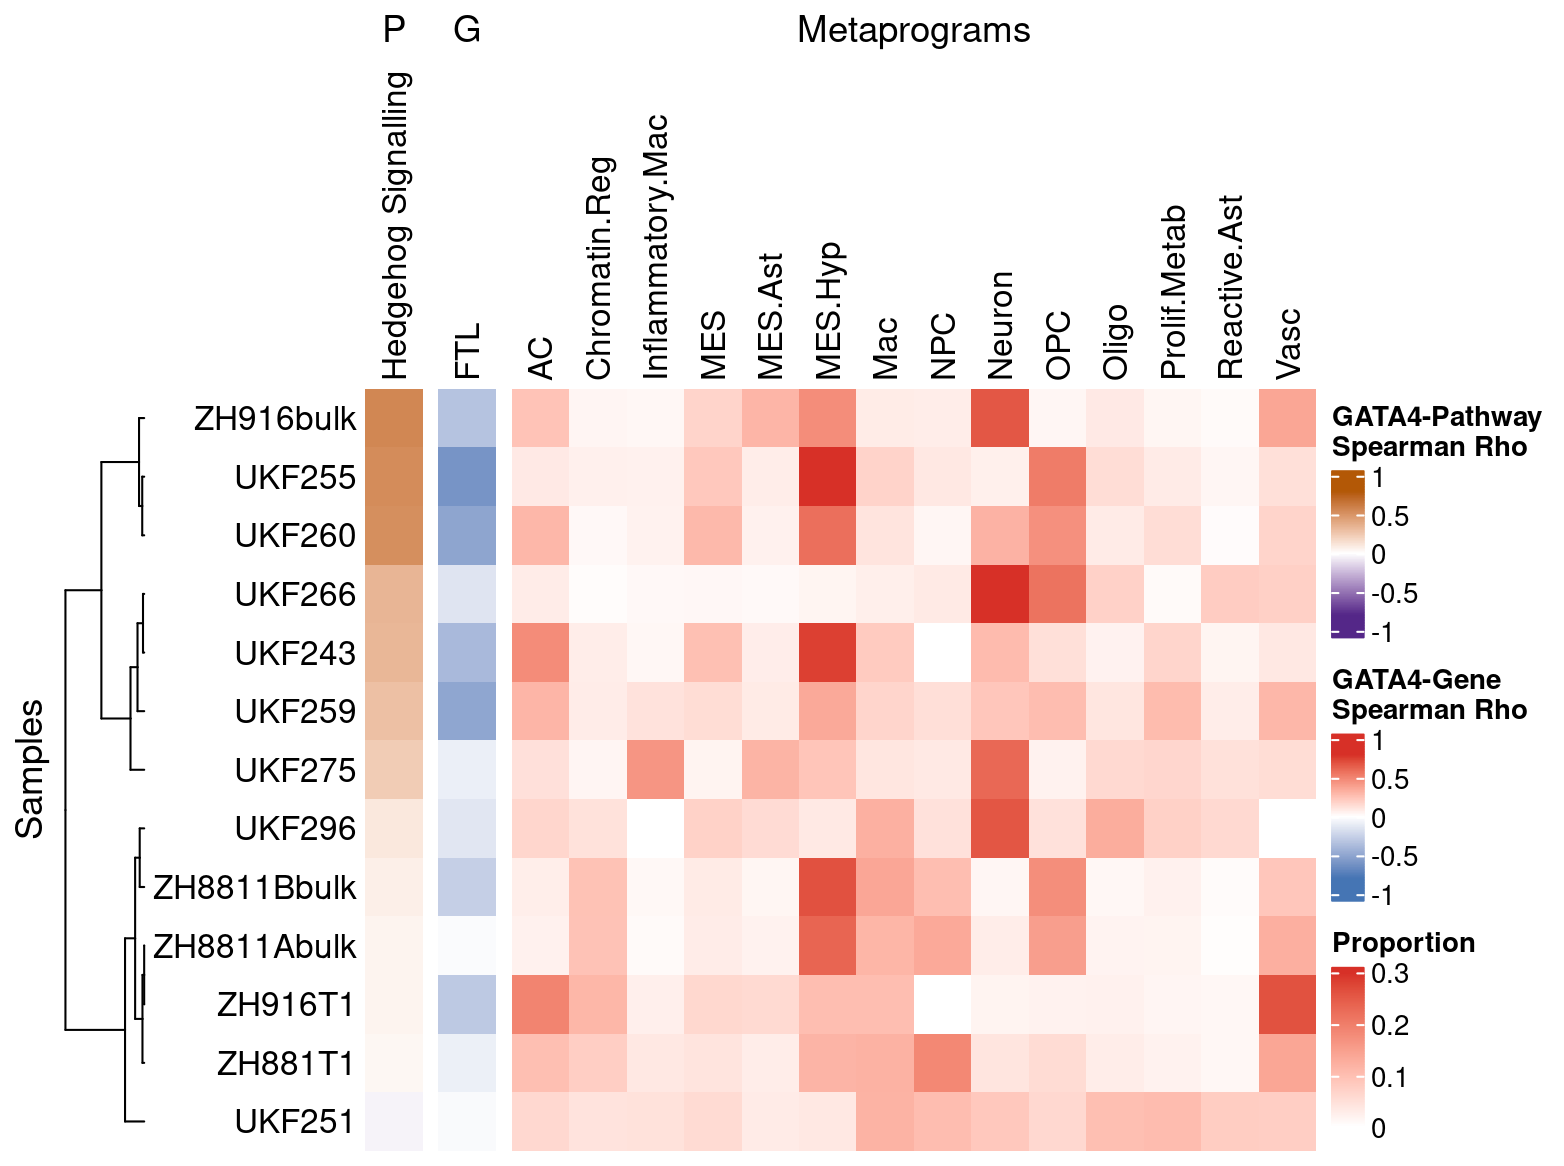 P G Metaprograms
Hedgehog Signalling
FTL
AC
Chromatin.Reg
Inflammatory.Mac
MES
MES.Ast
MES.Hyp
Mac
NPC
Neuron
OPC
Oligo
Prolif.Metab
Reactive.Ast
Vasc
Samples
ZH916bulk
UKF255
UKF260
UKF266
UKF243
UKF259
UKF275
UKF296
ZH8811Bbulk
ZH8811Abulk
ZH916T1
ZH881T1
UKF251
GATA4-Pathway
Spearman Rho
1
0.5
0
-0.5
-1
GATA4-Gene
Spearman Rho
1
0.5
0
-0.5
-1
Proportion
0.3
0.2
0.1
0